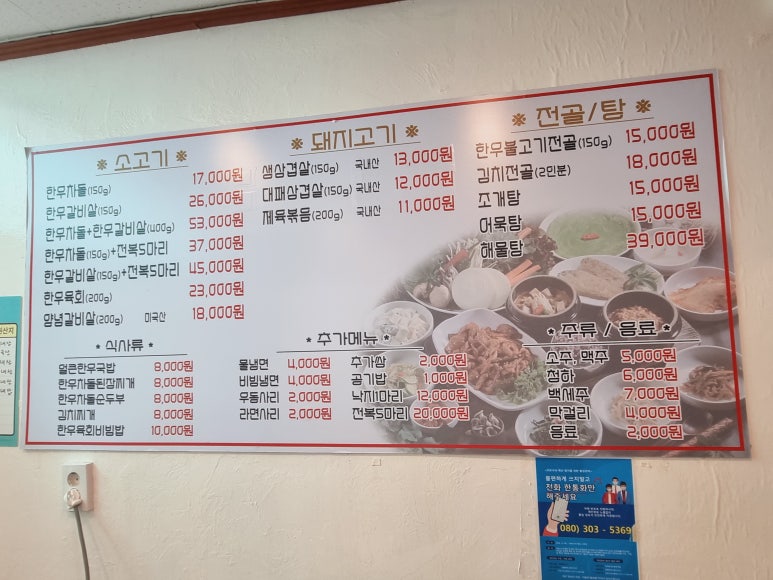 * 소고기 *
한우차돌(150g) 17,000원
한우갈비살(150g) 26,000원
한우차돌+한우갈비살(400g) 53,000원
한우차돌(150g)+전복5마리 37,000원
한우갈비살(150g)+전복5마리 45,000원
한우육회(200g) 23,000원
양념갈비살(200g) 미국산 18,000원
* 돼지고기 *
생삼겹살(150g) 국내산 13,000원
대패삼겹살(150g) 국내산 12,000원
제육볶음(200g) 국내산 11,000원
* 전골/탕 *
한우불고기전골(150g) 15,000원
김치전골(2인분) 18,000원
조개탕 15,000원
어묵탕 15,000원
해물탕 39,000원
* 식사류 *
얼큰한우국밥 8,000원
한우차돌된장찌개 8,000원
한우차돌순두부 8,000원
김치찌개 8,000원
한우육회비빔밥 10,000원
* 추가메뉴 *
물냉면 4,000원 추가쌈 2,000원
비빔냉면 4,000원 공기밥 1,000원
우동사리 2,000원 낙지1마리 12,000원
라면사리 2,000원 전복5마리 20,000원
* 주류 / 음료 *
소주, 맥주 5,000원
청하 6,000원
백세주 7,000원
막걸리 4,000원
음료 2,000원
불편하게 쓰지말고
전화 한통화만
해주세요
080) 303 - 5369